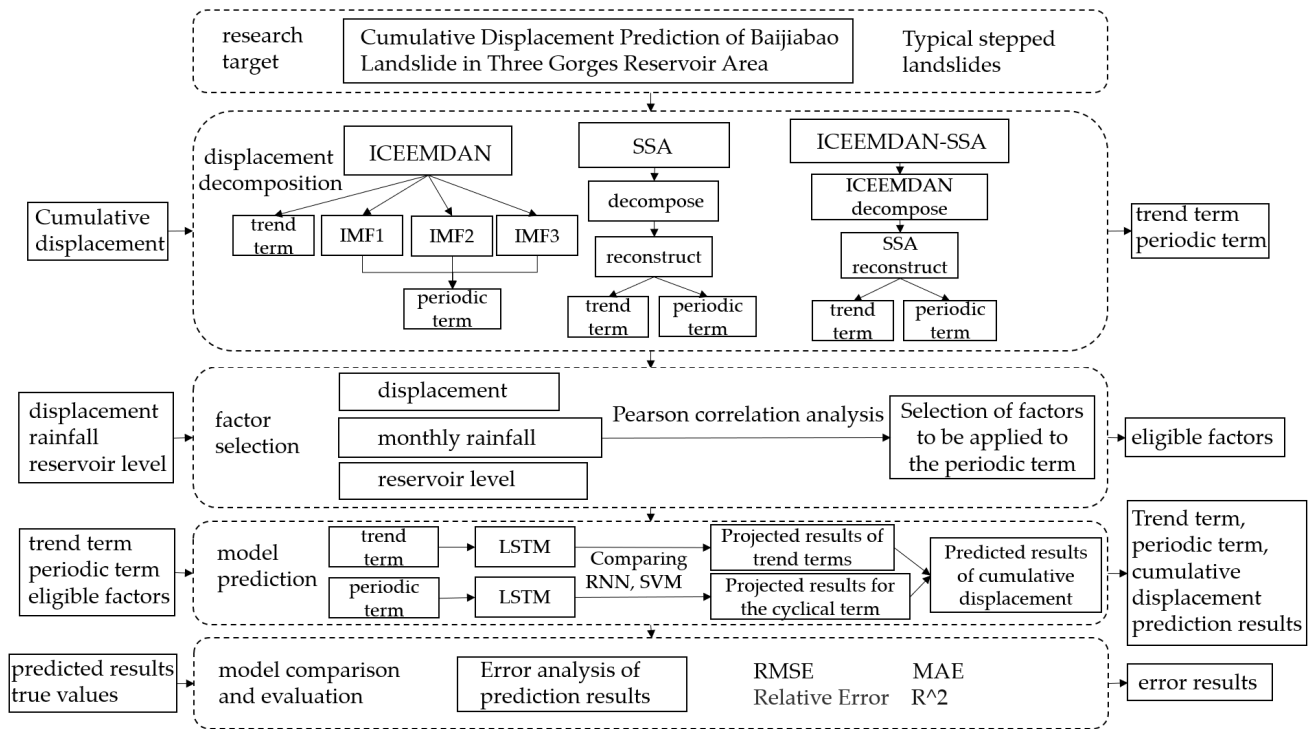 research
target
Cumulative Displacement Prediction of Baijiabao
Landslide in Three Gorges Reservoir Area
Typical stepped
landslides
Cumulative
displacement
displacement
decomposition
ICEEMDAN
trend
term
IMF1
IMF2
IMF3
periodic
term
SSA
decompose
reconstruct
trend
term
periodic
term
ICEEMDAN-SSA
ICEEMDAN
decompose
SSA
reconstruct
trend
term
periodic
term
trend term
periodic term
displacement
rainfall
reservoir level
factor
selection
displacement
monthly rainfall
reservoir level
Pearson correlation analysis
Selection of factors
to be applied to
the periodic term
eligible factors
trend term
periodic term
eligible factors
model
prediction
trend
term
LSTM
periodic
term
LSTM
Comparing
RNN, SVM
Projected results of
trend terms
Projected results for
the cyclical term
Predicted results
of cumulative
displacement
Trend term,
periodic term,
cumulative
displacement
prediction results
predicted results
true values
model comparison
and evaluation
Error analysis of
prediction results
RMSE
MAE
Relative Error
R^2
error results